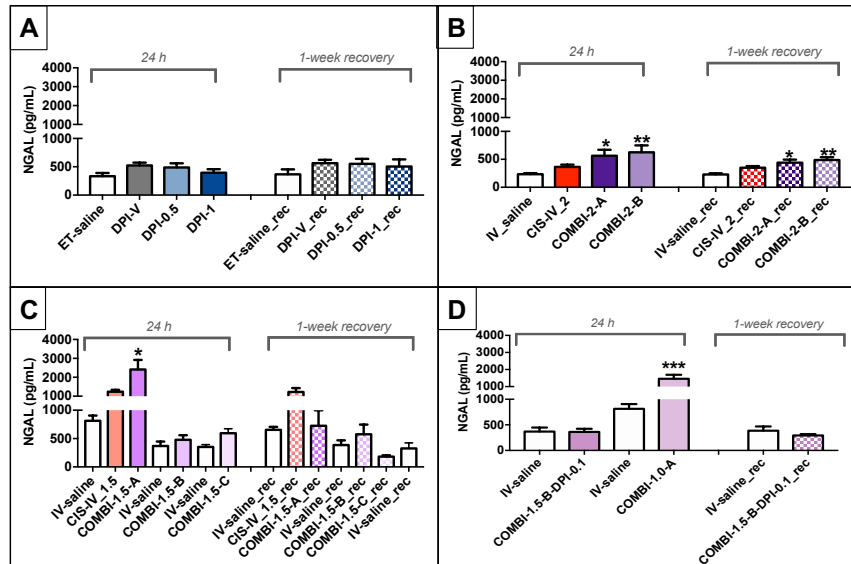 A
24 h
1-week recovery
NGAL (pg/mL)
4000
3000
2000
1000
1000
500
0
ET-saline
DPI-V
DPI-0.5
DPI-1
ET-saline_rec
DPI-V_rec
DPI-0.5_rec
DPI-1_rec
B
24 h
1-week recovery
NGAL (pg/mL)
4000
3000
2000
1000
1000
500
0
*
**
*
**
IV_saline
CIS-IV_2
COMBI-2-A
COMBI-2-B
IV-saline_rec
CIS-IV_2_rec
COMBI-2-A_rec
COMBI-2-B_rec
C
24 h
1-week recovery
NGAL (pg/mL)
4000
3000
2000
1000
1000
500
0
*
IV-saline
CIS-IV_1.5
COMBI-1.5-A
IV-saline
COMBI-1.5-B
IV-saline
COMBI-1.5-C
IV-saline_rec
CIS-IV_1.5_rec
COMBI-1.5-A_rec
IV-saline_rec
COMBI-1.5-B_rec
COMBI-1.5-C_rec
IV-saline_rec
D
24 h
1-week recovery
NGAL (pg/mL)
4000
3000
2000
1000
1000
500
0
***
IV-saline
COMBI-1.5-B-DPI-0.1
IV-saline
COMBI-1.0-A
IV-saline_rec
COMBI-1.5-B-DPI-0.1_rec